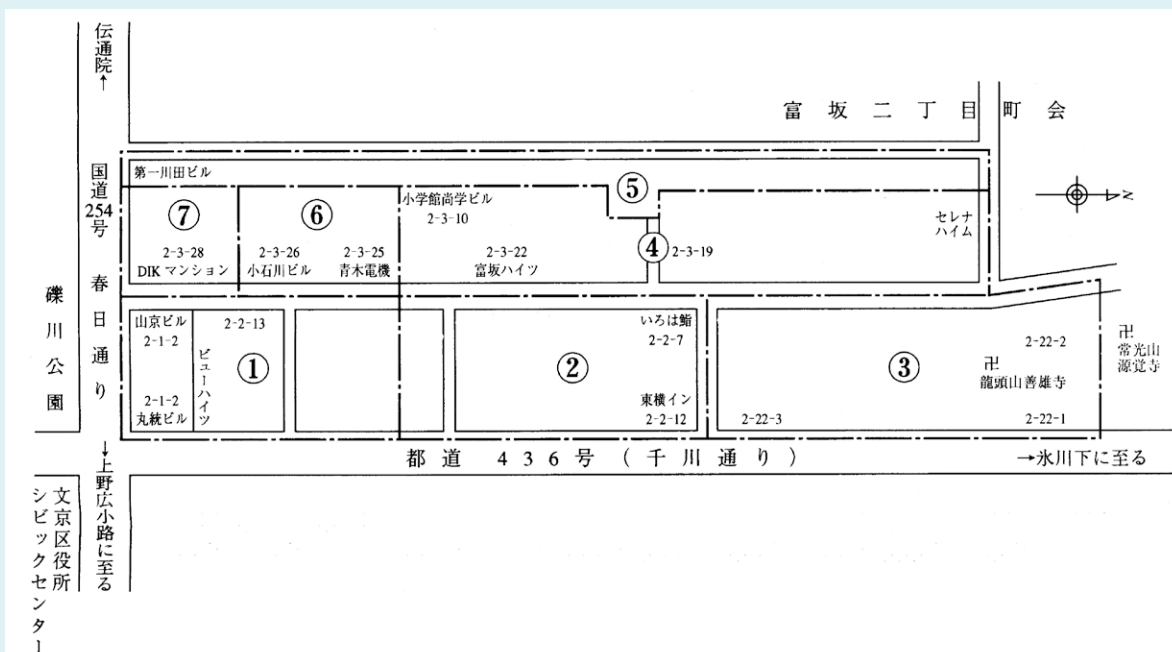 伝通院↑
国道254号 春日通り
礫川公園
→上野広小路に至る
文京区役所
シビックセンター
富坂二丁目町会
N
第一川田ビル
⑦
2-3-28
DIKマンション
⑥
2-3-26
小石川ビル
2-3-25
青木電機
小学館尚学ビル
2-3-10
2-3-22
富坂ハイツ
⑤
④
2-3-19
セレナ
ハイム
山京ビル
2-1-2
2-1-2
丸統ビル
ビューハイツ
2-2-13
①
②
いろは鮨
2-2-7
東横イン
2-2-12
③
2-22-3
2-22-2
卍
龍頭山善雄寺
2-22-1
卍
常光山
源覚寺
都道436号(千川通り)
→氷川下に至る